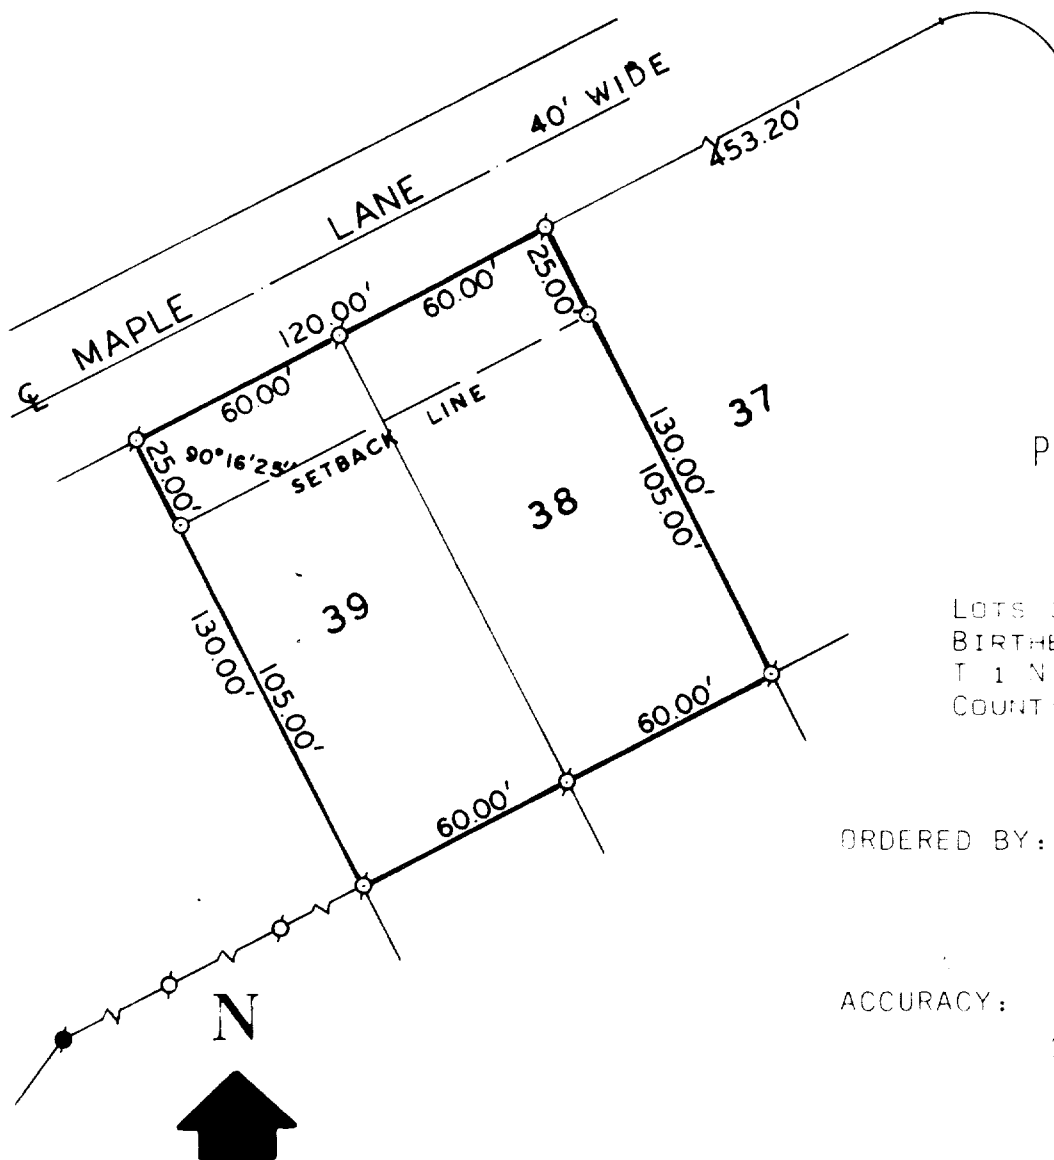 40' WIDE
453.20'
LANE
MAPLE
℄
120.00'
60.00'
60.00'
25.00'
25.00'
90°16'25"
SETBACK LINE
37
38
39
130.00'
105.00'
130.00'
105.00'
60.00'
60.00'
P
LOTS
BIRTHE
T 1 N
COUNT
ORDERED BY:
ACCURACY:
N